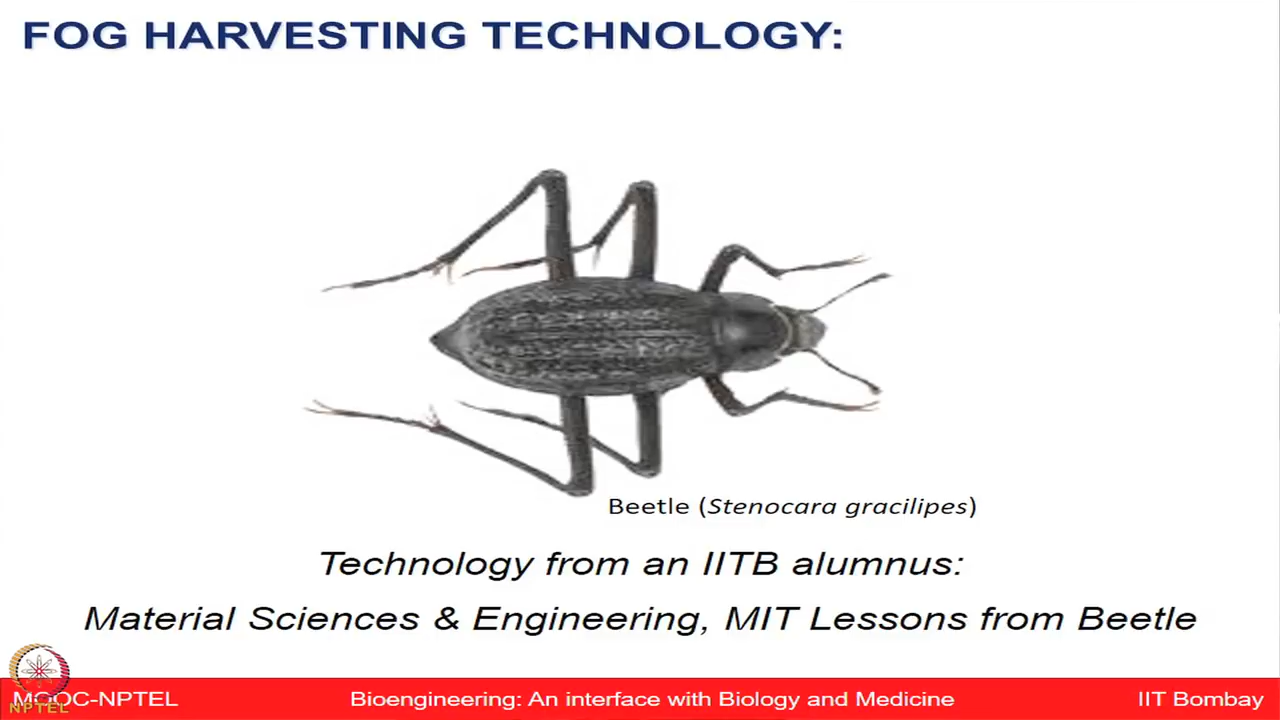 FOG HARVESTING TECHNOLOGY:
Beetle (Stenocara gracilipes)
Technology from an IITB alumnus:
Material Sciences & Engineering, MIT Lessons from Beetle
MOOC-NPTEL Bioengineering: An interface with Biology and Medicine IIT Bombay
NPTEL